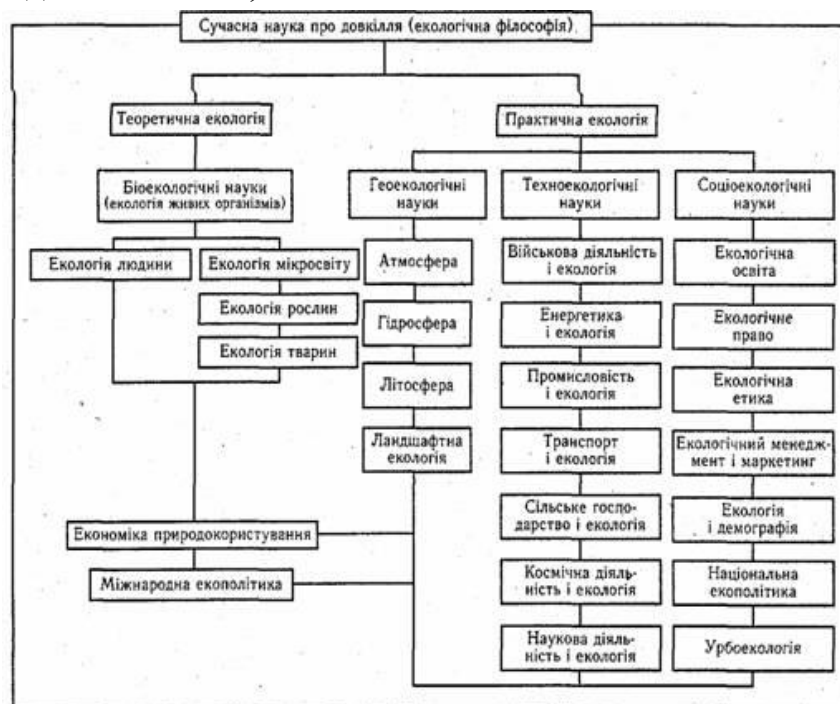 Сучасна наука про довкілля (екологічна філософія).
Теоретична екологія
Практична екологія
Біоекологічні науки
(екологія живих організмів)
Геоекологічні
науки
Техноекологічні
науки
Соціоекологічні
науки
Екологія людини
Екологія мікросвіту
Екологія рослин
Екологія тварин
Атмосфера
Гідросфера
Літосфера
Ландшафтна
екологія
Військова діяльність
і екологія
Енергетика
і екологія
Промисловість
і екологія
Транспорт
і екологія
Сільське госпо-
дарство і екологія
Космічна діяль-
ність і екологія
Наукова діяль-
ність і екологія
Екологічна
освіта
Екологічне
право
Екологічна
етика
Екологічний менедж-
мент і маркетинг
Екологія
і демографія
Національна
екополітика
Урбоекологія
Економіка природокористування
Міжнародна екополітика